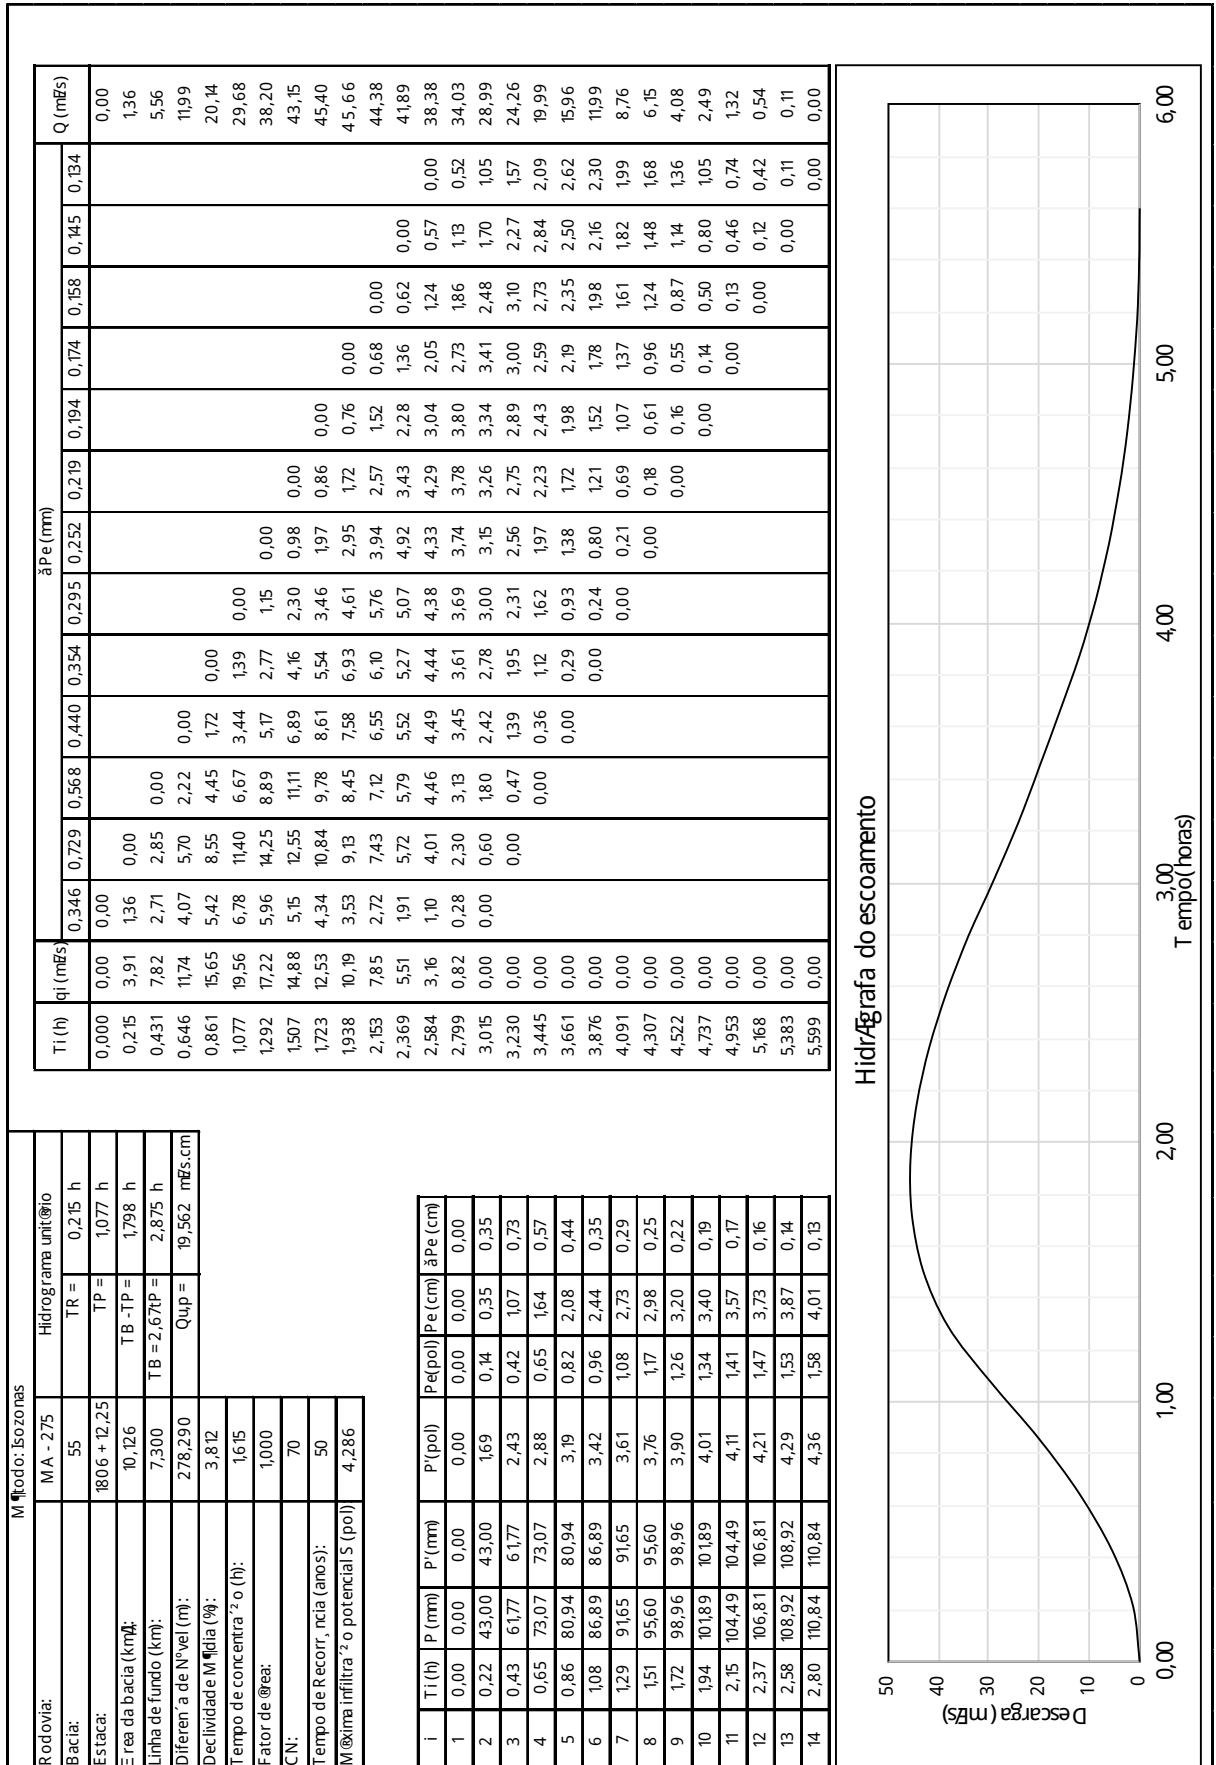 M¶todo: Isozonas
Rodovia: MA - 275 Hidrograma unit®rio
Bacia: 55 TR = 0,215 h
Estaca: 1806 + 12,25 TP = 1,077 h
Ξrea da bacia (km²): 10,126 TB -TP = 1,798 h
Linha de fundo (km): 7,300 TB = 2,67tP = 2,875 h
Diferen´a de Nºvel (m): 278,290 Qu,p = 19,562 m³/s.cm
Declividade M¶dia (%): 3,812
Tempo de concentra´²o (h): 1,615
Fator de ®rea: 1,000
CN: 70
Tempo de Recorr‚ncia (anos): 50
M®xima infiltra´²o potencial S (pol) 4,286
i Ti (h) P (mm) P'(mm) P'(pol) Pe(pol) Pe (cm) ăPe (cm)
1 0,00 0,00 0,00 0,00 0,00 0,00 0,00
2 0,22 43,00 43,00 1,69 0,14 0,35 0,35
3 0,43 61,77 61,77 2,43 0,42 1,07 0,73
4 0,65 73,07 73,07 2,88 0,65 1,64 0,57
5 0,86 80,94 80,94 3,19 0,82 2,08 0,44
6 1,08 86,89 86,89 3,42 0,96 2,44 0,35
7 1,29 91,65 91,65 3,61 1,08 2,73 0,29
8 1,51 95,60 95,60 3,76 1,17 2,98 0,25
9 1,72 98,96 98,96 3,90 1,26 3,20 0,22
10 1,94 101,89 101,89 4,01 1,34 3,40 0,19
11 2,15 104,49 104,49 4,11 1,41 3,57 0,17
12 2,37 106,81 106,81 4,21 1,47 3,73 0,16
13 2,58 108,92 108,92 4,29 1,53 3,87 0,14
14 2,80 110,84 110,84 4,36 1,58 4,01 0,13
Ti (h) qi (m³/s) ăPe (mm) Q (m³/s)
0,346 0,729 0,568 0,440 0,354 0,295 0,252 0,219 0,194 0,174 0,158 0,145 0,134
0,000 0,00 0,00 0,00
0,215 3,91 1,36 0,00 1,36
0,431 7,82 2,71 2,85 0,00 5,56
0,646 11,74 4,07 5,70 2,22 0,00 11,99
0,861 15,65 5,42 8,55 4,45 1,72 0,00 20,14
1,077 19,56 6,78 11,40 6,67 3,44 1,39 0,00 29,68
1,292 17,22 5,96 14,25 8,89 5,17 2,77 1,15 0,00 38,20
1,507 14,88 5,15 12,55 11,11 6,89 4,16 2,30 0,98 0,00 43,15
1,723 12,53 4,34 10,84 9,78 8,61 5,54 3,46 1,97 0,86 0,00 45,40
1,938 10,19 3,53 9,13 8,45 7,58 6,93 4,61 2,95 1,72 0,76 0,00 45,66
2,153 7,85 2,72 7,43 7,12 6,55 6,10 5,76 3,94 2,57 1,52 0,68 0,00 44,38
2,369 5,51 1,91 5,72 5,79 5,52 5,27 5,07 4,92 3,43 2,28 1,36 0,62 0,00 41,89
2,584 3,16 1,10 4,01 4,46 4,49 4,44 4,38 4,33 4,29 3,04 2,05 1,24 0,57 0,00 38,38
2,799 0,82 0,28 2,30 3,13 3,45 3,61 3,69 3,74 3,78 3,80 2,73 1,86 1,13 0,52 34,03
3,015 0,00 0,00 0,60 1,80 2,42 2,78 3,00 3,15 3,26 3,34 3,41 2,48 1,70 1,05 28,99
3,230 0,00 0,00 0,47 1,39 1,95 2,31 2,56 2,75 2,89 3,00 3,10 2,27 1,57 24,26
3,445 0,00 0,00 0,36 1,12 1,62 1,97 2,23 2,43 2,59 2,73 2,84 2,09 19,99
3,661 0,00 0,00 0,29 0,93 1,38 1,72 1,98 2,19 2,35 2,50 2,62 15,96
3,876 0,00 0,00 0,24 0,80 1,21 1,52 1,78 1,98 2,16 2,30 11,99
4,091 0,00 0,00 0,21 0,69 1,07 1,37 1,61 1,82 1,99 8,76
4,307 0,00 0,00 0,18 0,61 0,96 1,24 1,48 1,68 6,15
4,522 0,00 0,00 0,16 0,55 0,87 1,14 1,36 4,08
4,737 0,00 0,00 0,14 0,50 0,80 1,05 2,49
4,953 0,00 0,00 0,13 0,46 0,74 1,32
5,168 0,00 0,00 0,12 0,42 0,54
5,383 0,00 0,00 0,11 0,11
5,599 0,00 0,00 0,00
HidrÆgrafa do escoamento
Descarga (m³/s)
50
40
30
20
10
0
0,00 1,00 2,00 3,00 4,00 5,00 6,00
Tempo(horas)